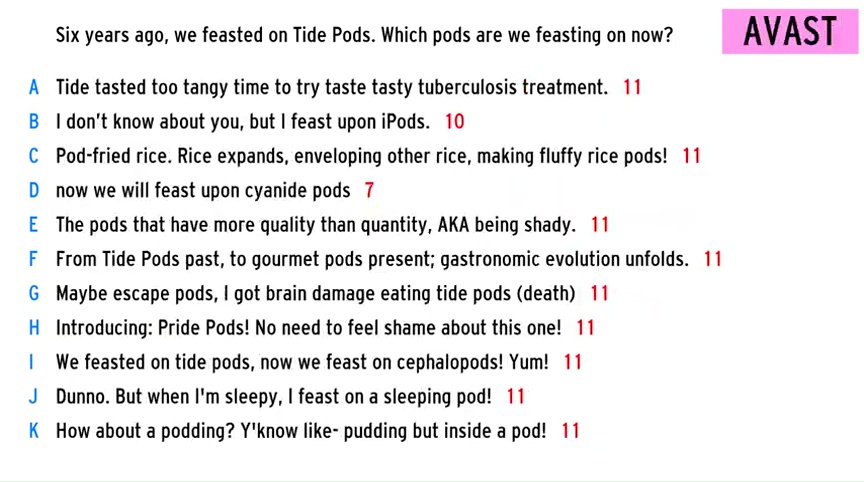 Six years ago, we feasted on Tide Pods. Which pods are we feasting on now?
AVAST
A Tide tasted too tangy time to try taste tasty tuberculosis treatment. 11
B I don't know about you, but I feast upon iPods. 10
C Pod-fried rice. Rice expands, enveloping other rice, making fluffy rice pods! 11
D now we will feast upon cyanide pods 7
E The pods that have more quality than quantity, AKA being shady. 11
F From Tide Pods past, to gourmet pods present; gastronomic evolution unfolds. 11
G Maybe escape pods, I got brain damage eating tide pods (death) 11
H Introducing: Pride Pods! No need to feel shame about this one! 11
I We feasted on tide pods, now we feast on cephalopods! Yum! 11
J Dunno. But when I'm sleepy, I feast on a sleeping pod! 11
K How about a podding? Y'know like- pudding but inside a pod! 11